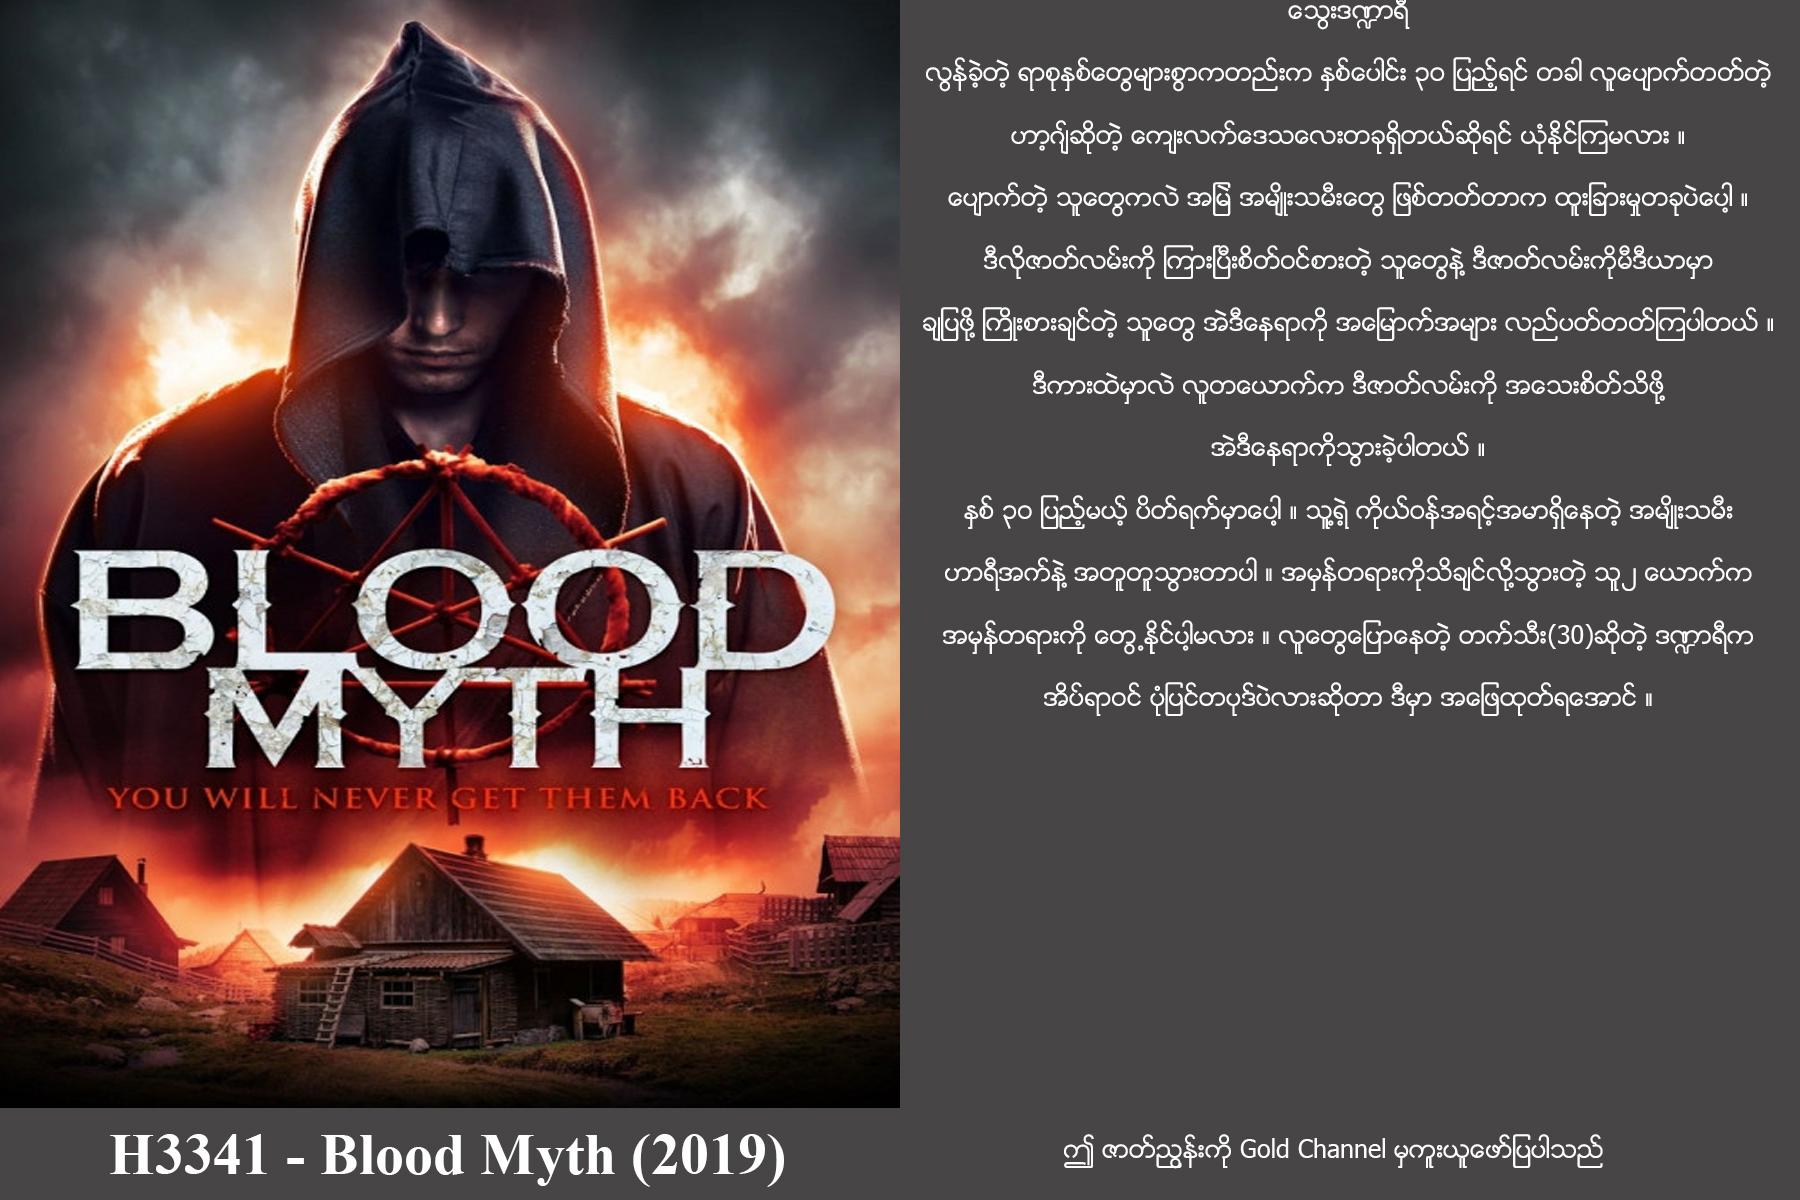 BLOOD
MYTH
YOU WILL NEVER GET THEM BACK
H3341 - Blood Myth (2019)
သွေးဒဏ္ဍာရီ
လွန်ခဲ့တဲ့ ရာစုနှစ်တွေများစွာကတည်းက နှစ်ပေါင်း ၃၀ ပြည့်ရင် တခါ လူပျောက်တတ်တဲ့
ဟာ့ဂ်ျဆိုတဲ့ ကျေးလက်ဒေသလေးတခုရှိတယ်ဆိုရင် ယုံနိုင်ကြမလား ။
ပျောက်တဲ့ သူတွေကလဲ အမြဲ အမျိုးသမီးတွေ ဖြစ်တတ်တာက ထူးခြားမှုတခုပဲပေ့ါ ။
ဒီလိုဇာတ်လမ်းကို ကြားပြီးစိတ်ဝင်စားတဲ့ သူတွေနဲ့ ဒီဇာတ်လမ်းကိုမီဒီယာမှာ
ချပြဖို့ ကြိုးစားချင်တဲ့ သူတွေ အဲဒီနေရာကို အမြောက်အများ လည်ပတ်တတ်ကြပါတယ် ။
ဒီကားထဲမှာလဲ လူတယောက်က ဒီဇာတ်လမ်းကို အသေးစိတ်သိဖို့
အဲဒီနေရာကိုသွားခဲ့ပါတယ် ။
နှစ် ၃၀ ပြည့်မယ့် ပိတ်ရက်မှာပေ့ါ ။ သူ့ရဲ့ ကိုယ်ဝန်အရင့်အမာရှိနေတဲ့ အမျိုးသမီး
ဟာရီအက်နဲ့ အတူတူသွားတာပါ ။ အမှန်တရားကိုသိချင်လို့သွားတဲ့ သူ၂ ယောက်က
အမှန်တရားကို တွေ့နိုင်ပါ့မလား ။ လူတွေပြောနေတဲ့ တက်သီး(30)ဆိုတဲ့ ဒဏ္ဍာရီက
အိပ်ရာဝင် ပုံပြင်တပုဒ်ပဲလားဆိုတာ ဒီမှာ အဖြေထုတ်ရအောင် ။
ဤ ဇာတ်ညွှန်းကို Gold Channel မှကူးယူဖော်ပြပါသည်